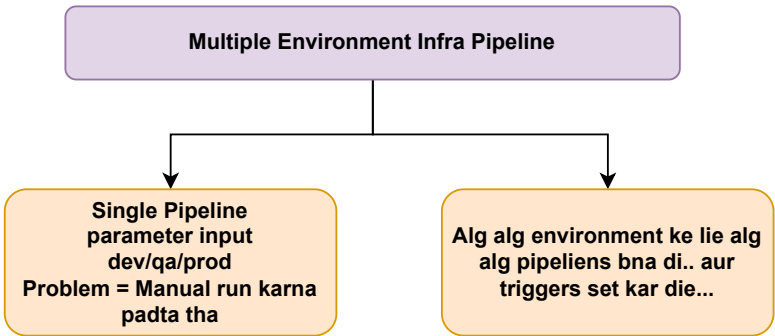 Multiple Environment Infra Pipeline
Single Pipeline
parameter input
dev/qa/prod
Problem = Manual run karna
padta tha
Alg alg environment ke lie alg
alg pipeliens bna di.. aur
triggers set kar die...